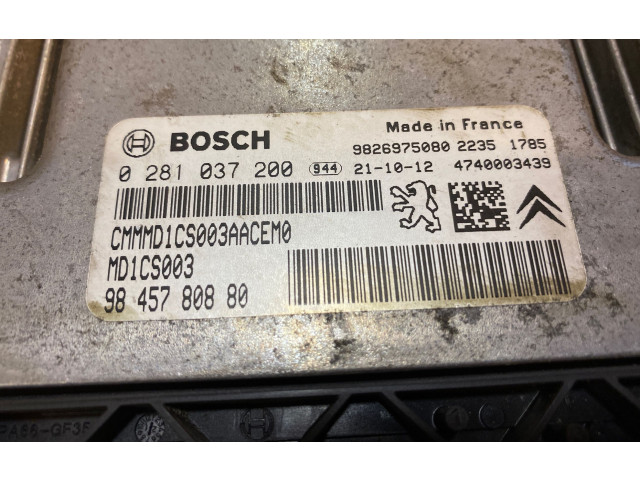 BOSCH
Made in France
9826975080 2235 1785
0 281 037 200 944 21-10-12 4740003439
CMMMD1CS003AACEM0
MD1CS003
98 457 808 80